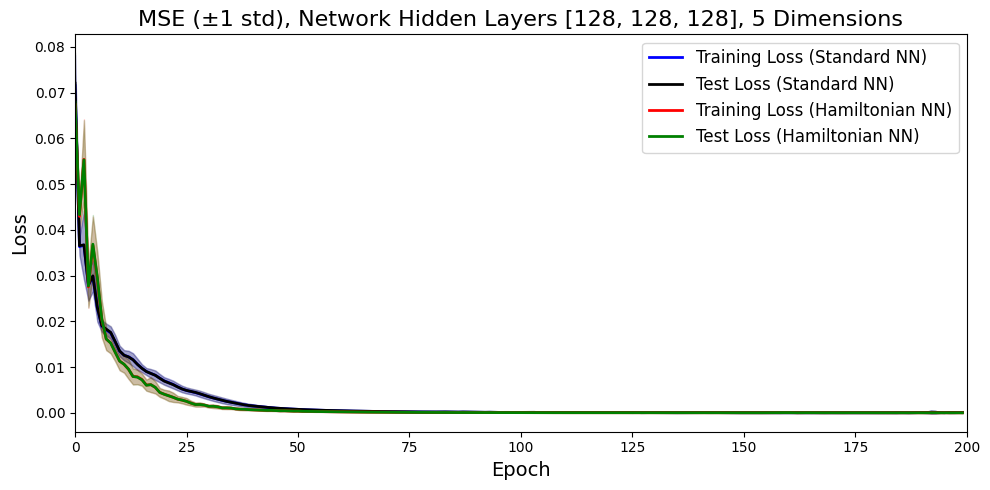 MSE (±1 std), Network Hidden Layers [128, 128, 128], 5 Dimensions
0.08
0.07
0.06
0.05
0.04
0.03
0.02
0.01
0.00
Loss
Training Loss (Standard NN)
Test Loss (Standard NN)
Training Loss (Hamiltonian NN)
Test Loss (Hamiltonian NN)
0 25 50 75 100 125 150 175 200
Epoch